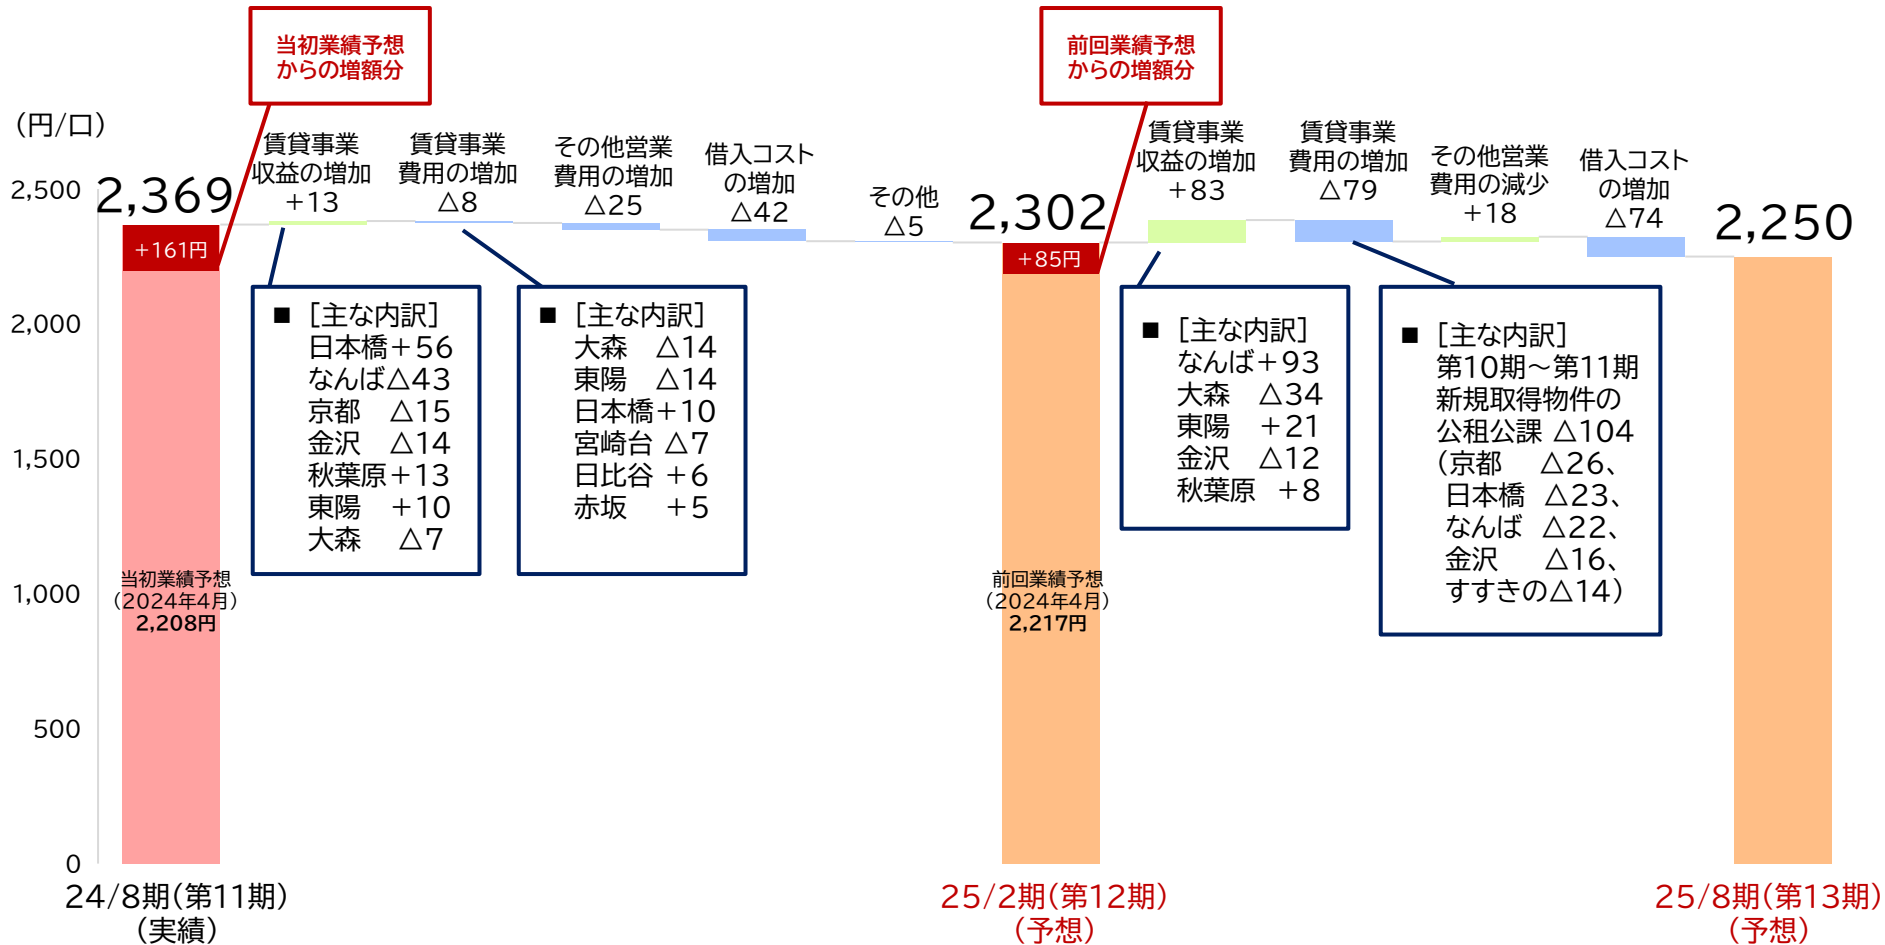 当初業績予想
からの増額分
前回業績予想
からの増額分
（円/口）
2,500
2,000
1,500
1,000
500
0
2,369
+161円
当初業績予想
（2024年4月）
2,208円
賃貸事業
収益の増加
+13
賃貸事業
費用の増加
△8
その他営業
費用の増加
△25
借入コスト
の増加
△42
その他
△5
■ ［主な内訳］
日本橋+56
なんば△43
京都 △15
金沢 △14
秋葉原+13
東陽 +10
大森 △7
■ ［主な内訳］
大森 △14
東陽 △14
日本橋+10
宮崎台 △7
日比谷 +6
赤坂 +5
2,302
+85円
前回業績予想
（2024年4月）
2,217円
賃貸事業
収益の増加
+83
賃貸事業
費用の増加
△79
その他営業
費用の減少
+18
借入コスト
の増加
△74
■ ［主な内訳］
なんば+93
大森 △34
東陽 +21
金沢 △12
秋葉原 +8
■ ［主な内訳］
第10期～第11期
新規取得物件の
公租公課 △104
（京都 △26、
日本橋 △23、
なんば △22、
金沢 △16、
すすきの△14）
2,250
24/8期（第11期）
（実績）
25/2期（第12期）
（予想）
25/8期（第13期）
（予想）